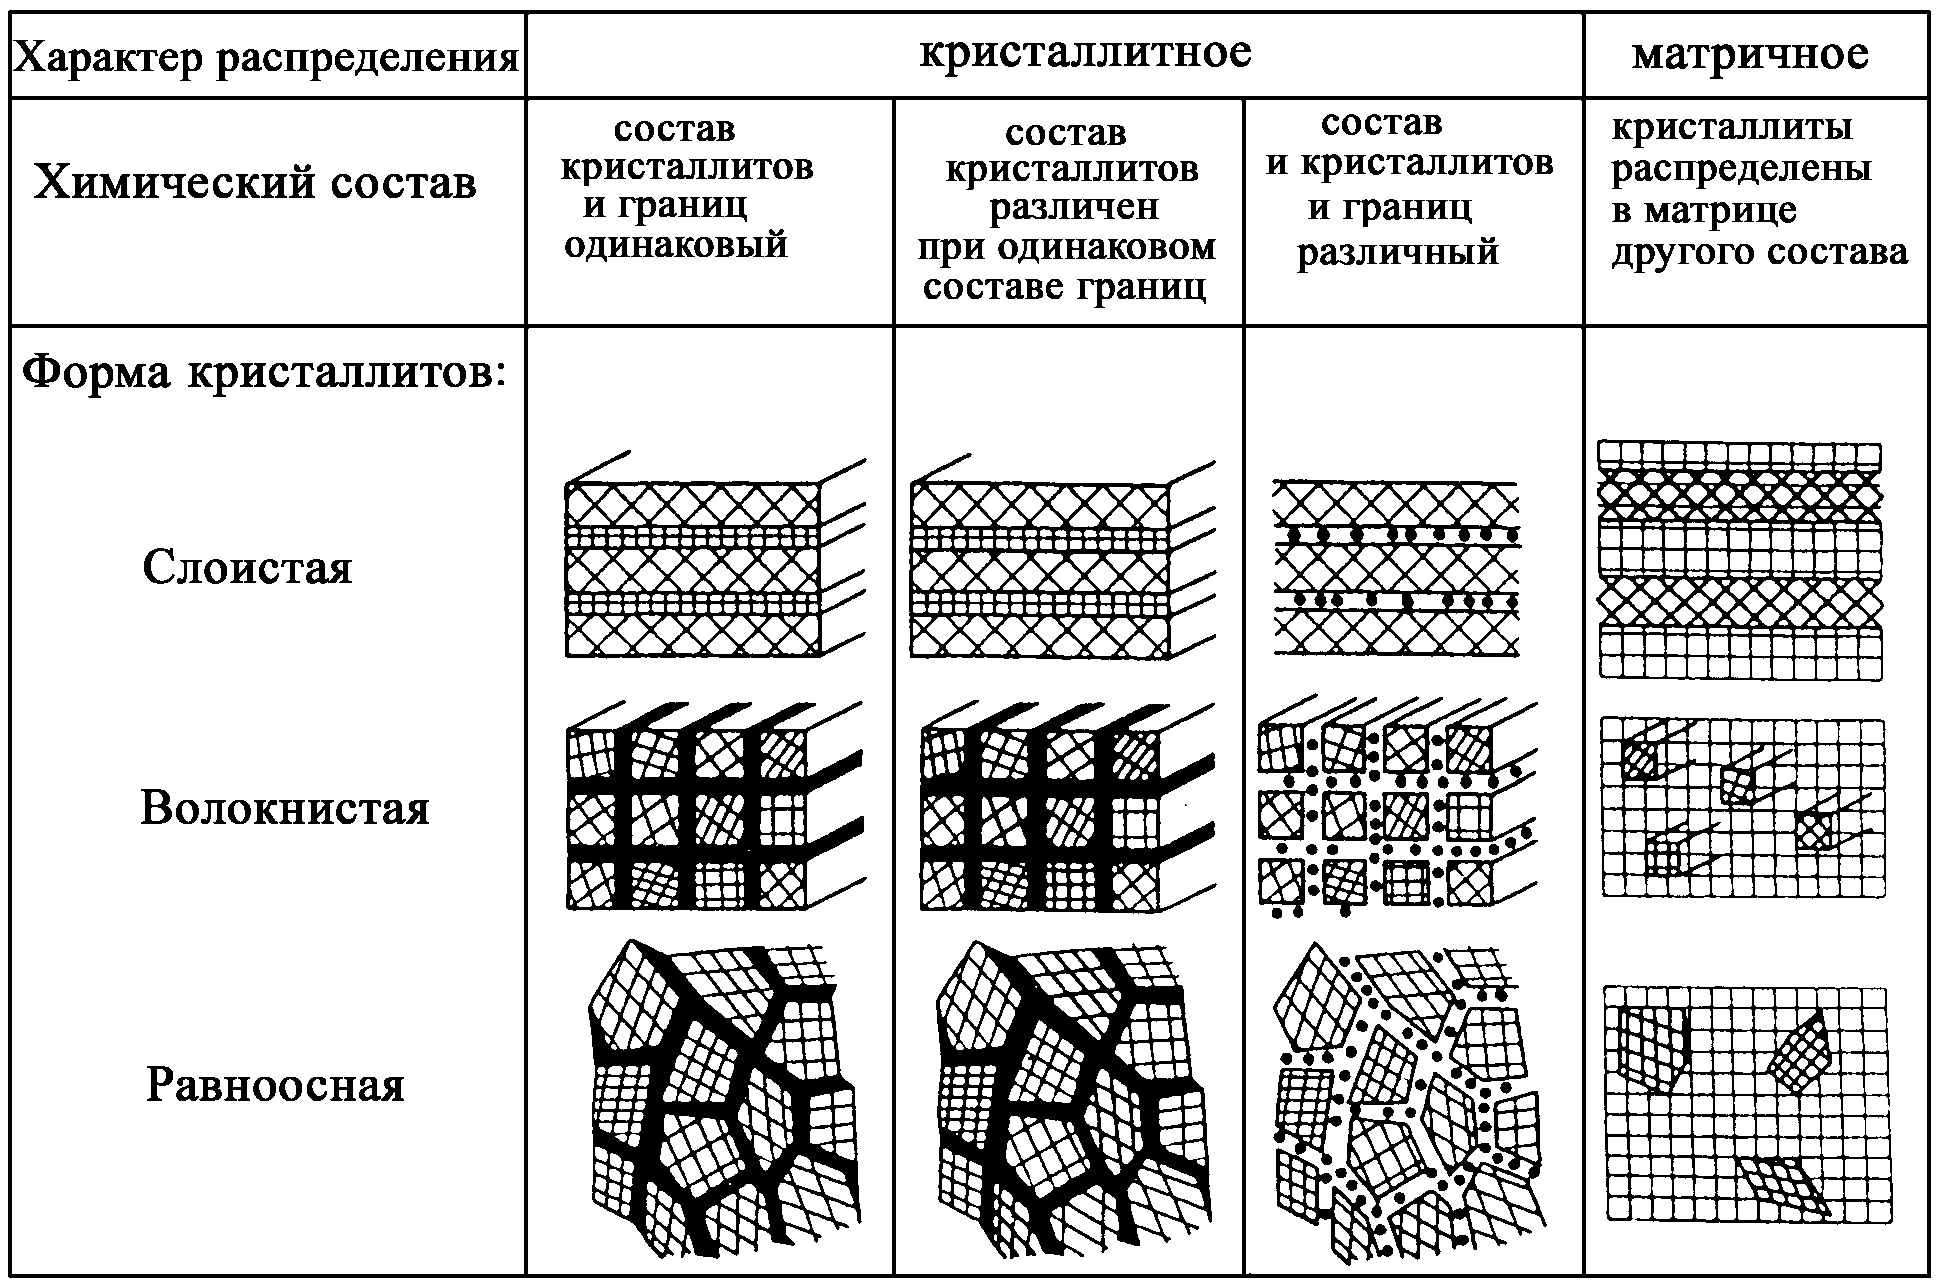 Характер распределения
кристаллитное
матричное
Химический состав
состав
кристаллитов
и границ
одинаковый
состав
кристаллитов
различен
при одинаковом
составе границ
состав
и кристаллитов
и границ
различный
кристаллиты
распределены
в матрице
другого состава
Форма кристаллитов:
Слоистая
Волокнистая
Равноосная